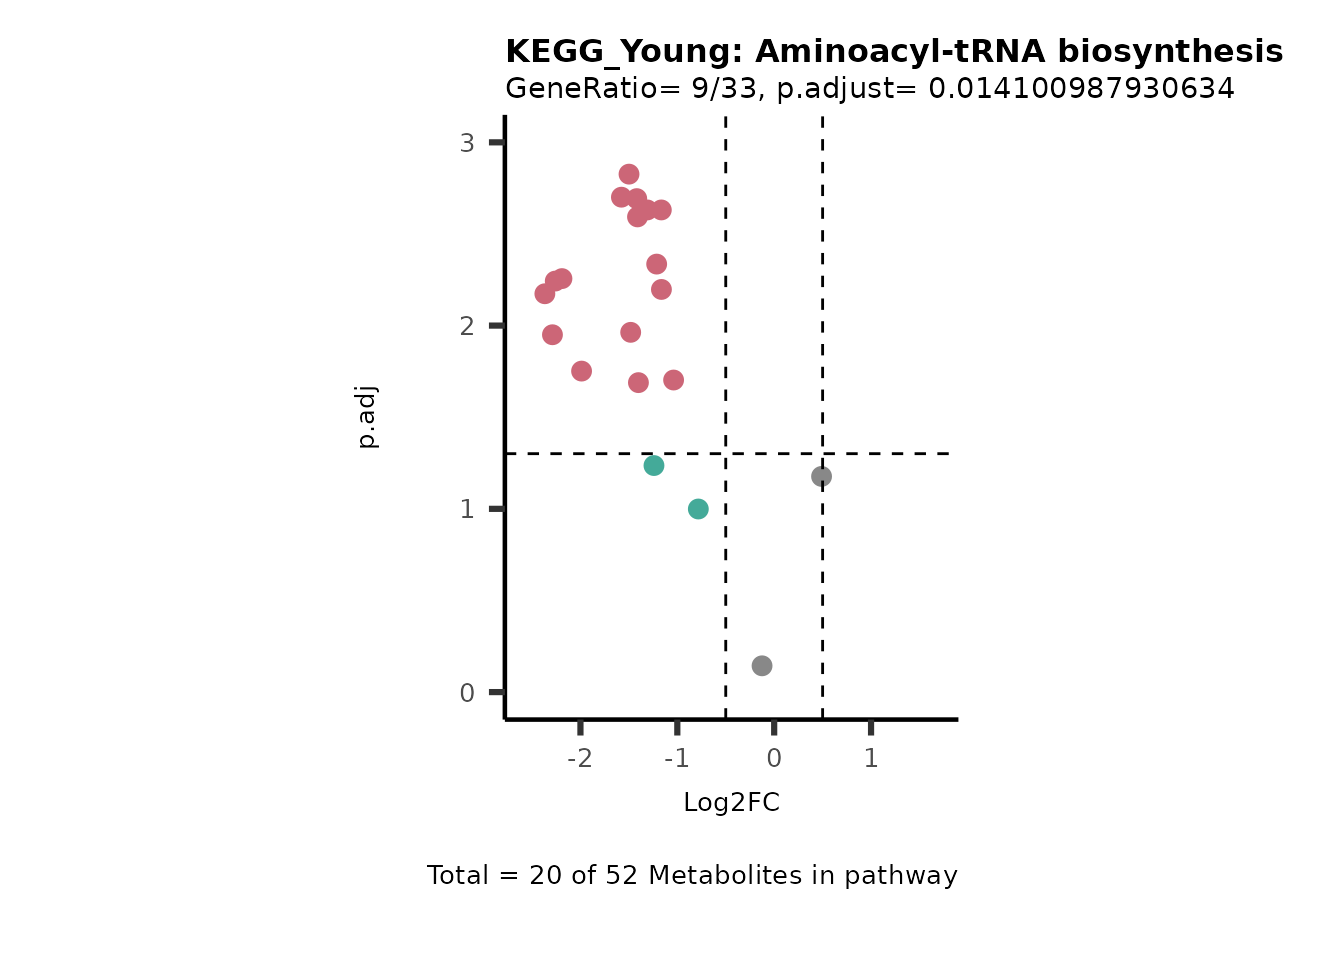 KEGG_Young: Aminoacyl-tRNA biosynthesis
GeneRatio= 9/33, p.adjust= 0.014100987930634
3
2
1
0
p.adj
-2 -1 0 1
Log2FC
Total = 20 of 52 Metabolites in pathway